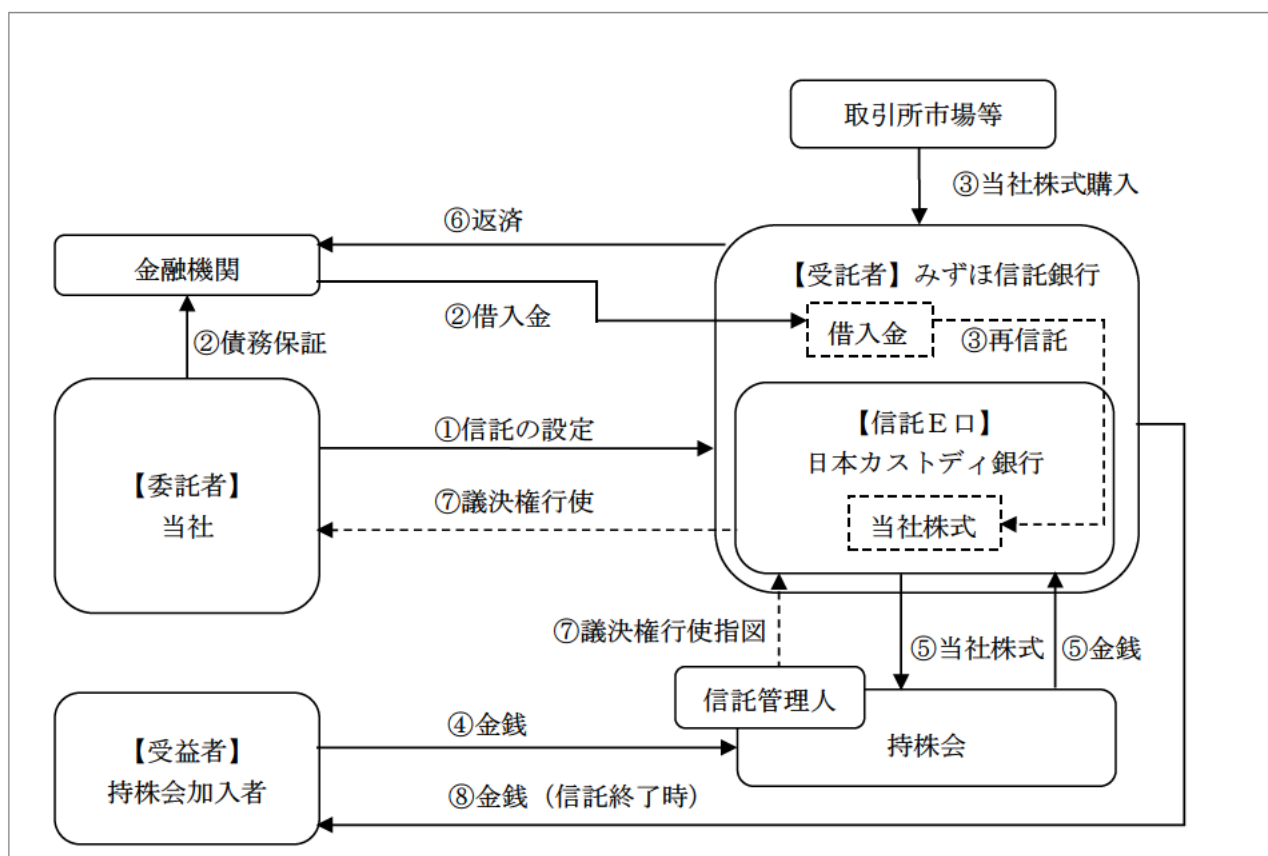 取引所市場等
③当社株式購入
⑥返済
金融機関
【受託者】みずほ信託銀行
②借入金
借入金
③再信託
②債務保証
①信託の設定
【信託E口】
日本カストディ銀行
【委託者】
当社
⑦議決権行使
当社株式
⑦議決権行使指図
⑤当社株式
⑤金銭
信託管理人
④金銭
持株会
【受益者】
持株会加入者
⑧金銭（信託終了時）